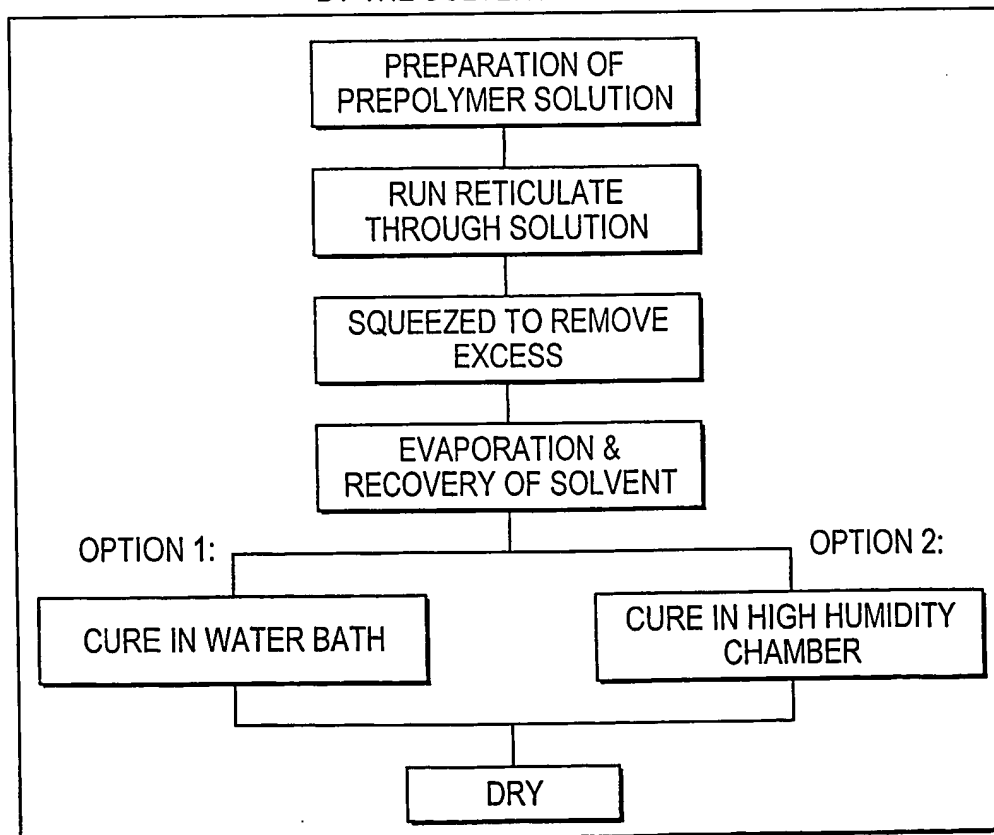 PREPARATION OF
PREPOLYMER SOLUTION
RUN RETICULATE
THROUGH SOLUTION
SQUEEZED TO REMOVE
EXCESS
EVAPORATION &
RECOVERY OF SOLVENT
OPTION 1:
OPTION 2:
CURE IN WATER BATH
CURE IN HIGH HUMIDITY
CHAMBER
DRY